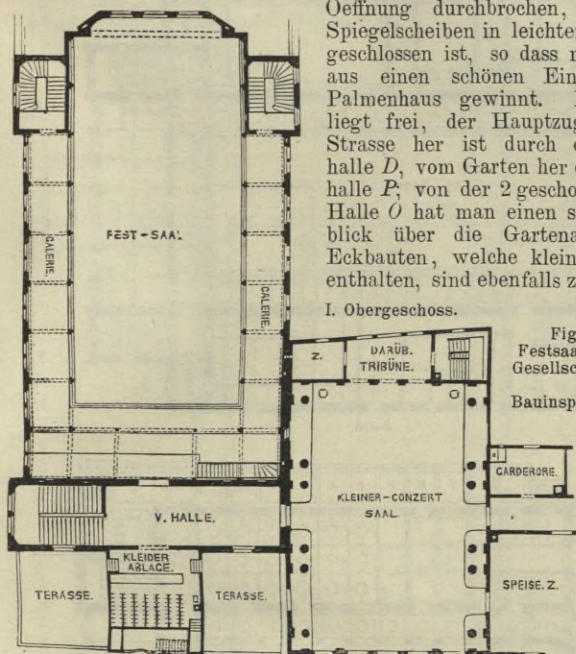 Oeffnung durchbrochen,
Spiegelscheiben in leichter
geschlossen ist, so dass
aus einen schönen Ein
Palmenhaus gewinnt.
liegt frei, der Hauptzug
Strasse her ist durch
halle D, vom Garten her
halle P; von der 2 gescho
Halle O hat man einen
blick über die Garten
Eckbauten, welche klein
enthalten, sind ebenfalls z
I. Obergeschoss.
Fig
Festsaa
Gesellsc
Bauinsp
FEST-SAAL
GALERIE.
GALERIE.
Z.
DARÜB.
TRIBÜNE.
GARDERORE.
KLEINER-CONZERT
SAAL
V. HALLE.
KLEIDER
ABLAGE.
TERASSE.
TERASSE.
SPEISE. Z.